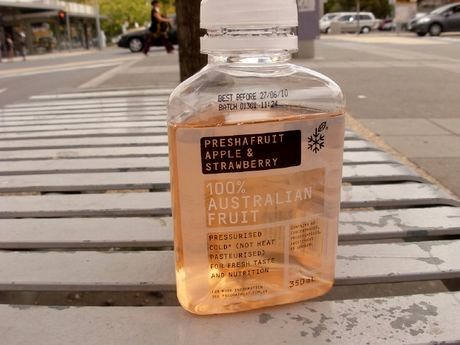 BEST BEFORE 27/06/10
BATCH 01301 11:24
PRESHAFRUIT
APPLE &
STRAWBERRY
100%
AUSTRALIAN
FRUIT
PRESSURISED
COLD* (NOT HEAT
PASTEURISED)
FOR FRESH TASTE
AND NUTRITION
350mL